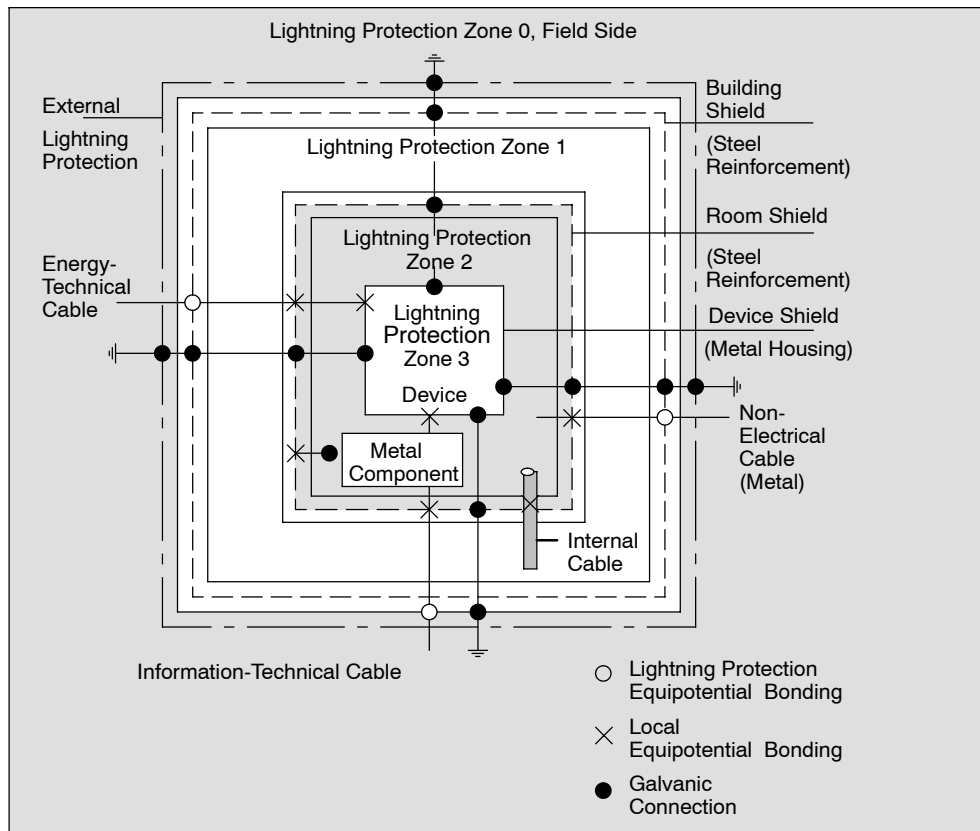 Lightning Protection Zone 0, Field Side
External
Lightning
Protection
Building
Shield
(Steel
Reinforcement)
Lightning Protection Zone 1
Room Shield
(Steel
Reinforcement)
Lightning Protection
Zone 2
Energy-
Technical
Cable
Lightning
Protection
Zone 3
Device
Device Shield
(Metal Housing)
Metal
Component
Non-
Electrical
Cable
(Metal)
Internal
Cable
Information-Technical Cable
Lightning Protection
Equipotential Bonding
Local
Equipotential Bonding
Galvanic
Connection